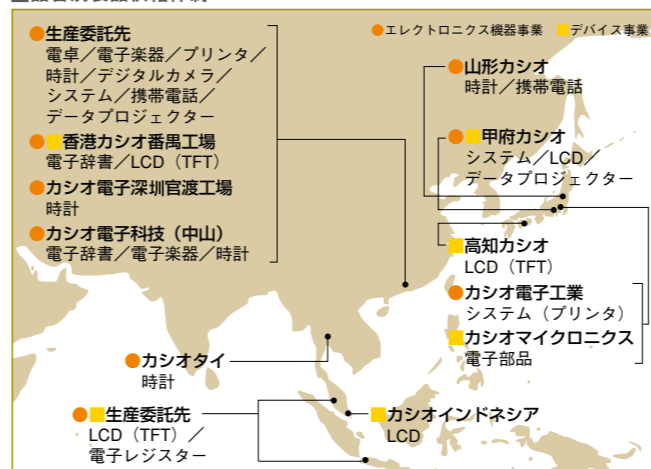 ●エレクトロニクス機器事業 ■デバイス事業
●生産委託先
電卓／電子楽器／プリンタ／
時計／デジタルカメラ／
システム／携帯電話／
データプロジェクター
●■香港カシオ番禺工場
電子辞書／LCD（TFT）
●カシオ電子深圳官渡工場
時計
●カシオ電子科技（中山）
電子辞書／電子楽器／時計
●山形カシオ
時計／携帯電話
●■甲府カシオ
システム／LCD／
データプロジェクター
■高知カシオ
LCD（TFT）
●カシオ電子工業
システム（プリンタ）
■カシオマイクロニクス
電子部品
●カシオタイ
時計
●■生産委託先
LCD（TFT）／
電子レジスター
■カシオインドネシア
LCD